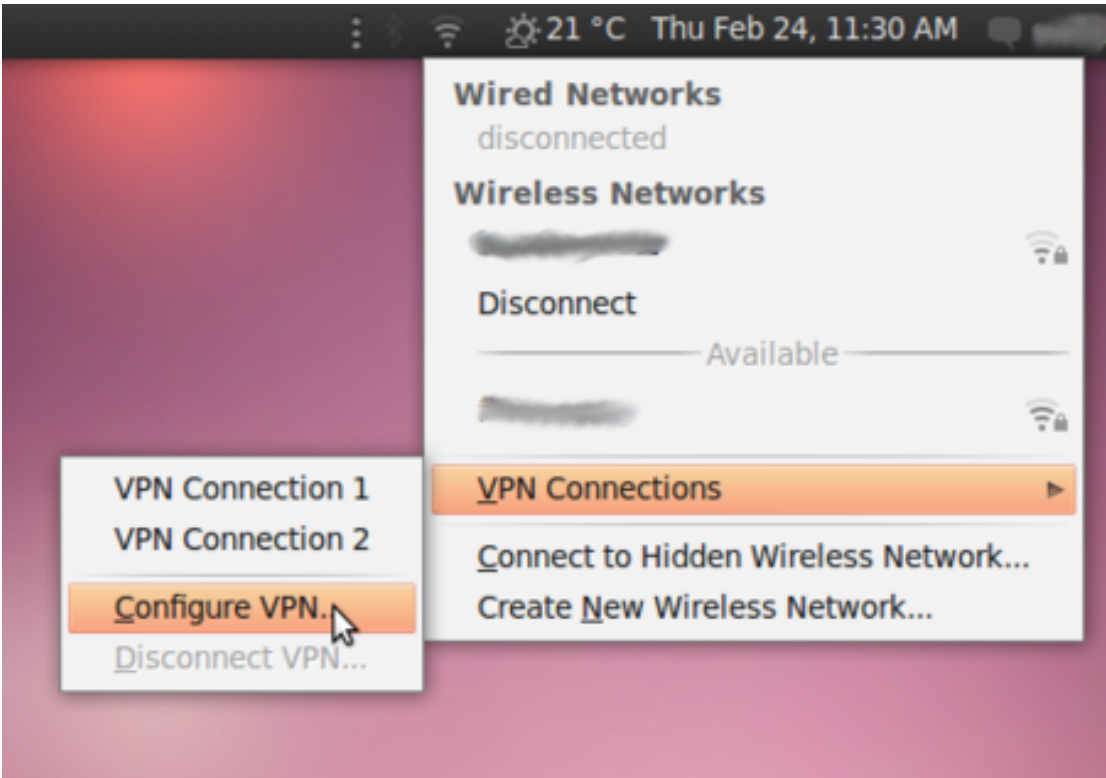 21 °C Thu Feb 24, 11:30 AM
Wired Networks
disconnected
Wireless Networks
Disconnect
Available
VPN Connections
Connect to Hidden Wireless Network...
Create New Wireless Network...
VPN Connection 1
VPN Connection 2
Configure VPN...
Disconnect VPN...